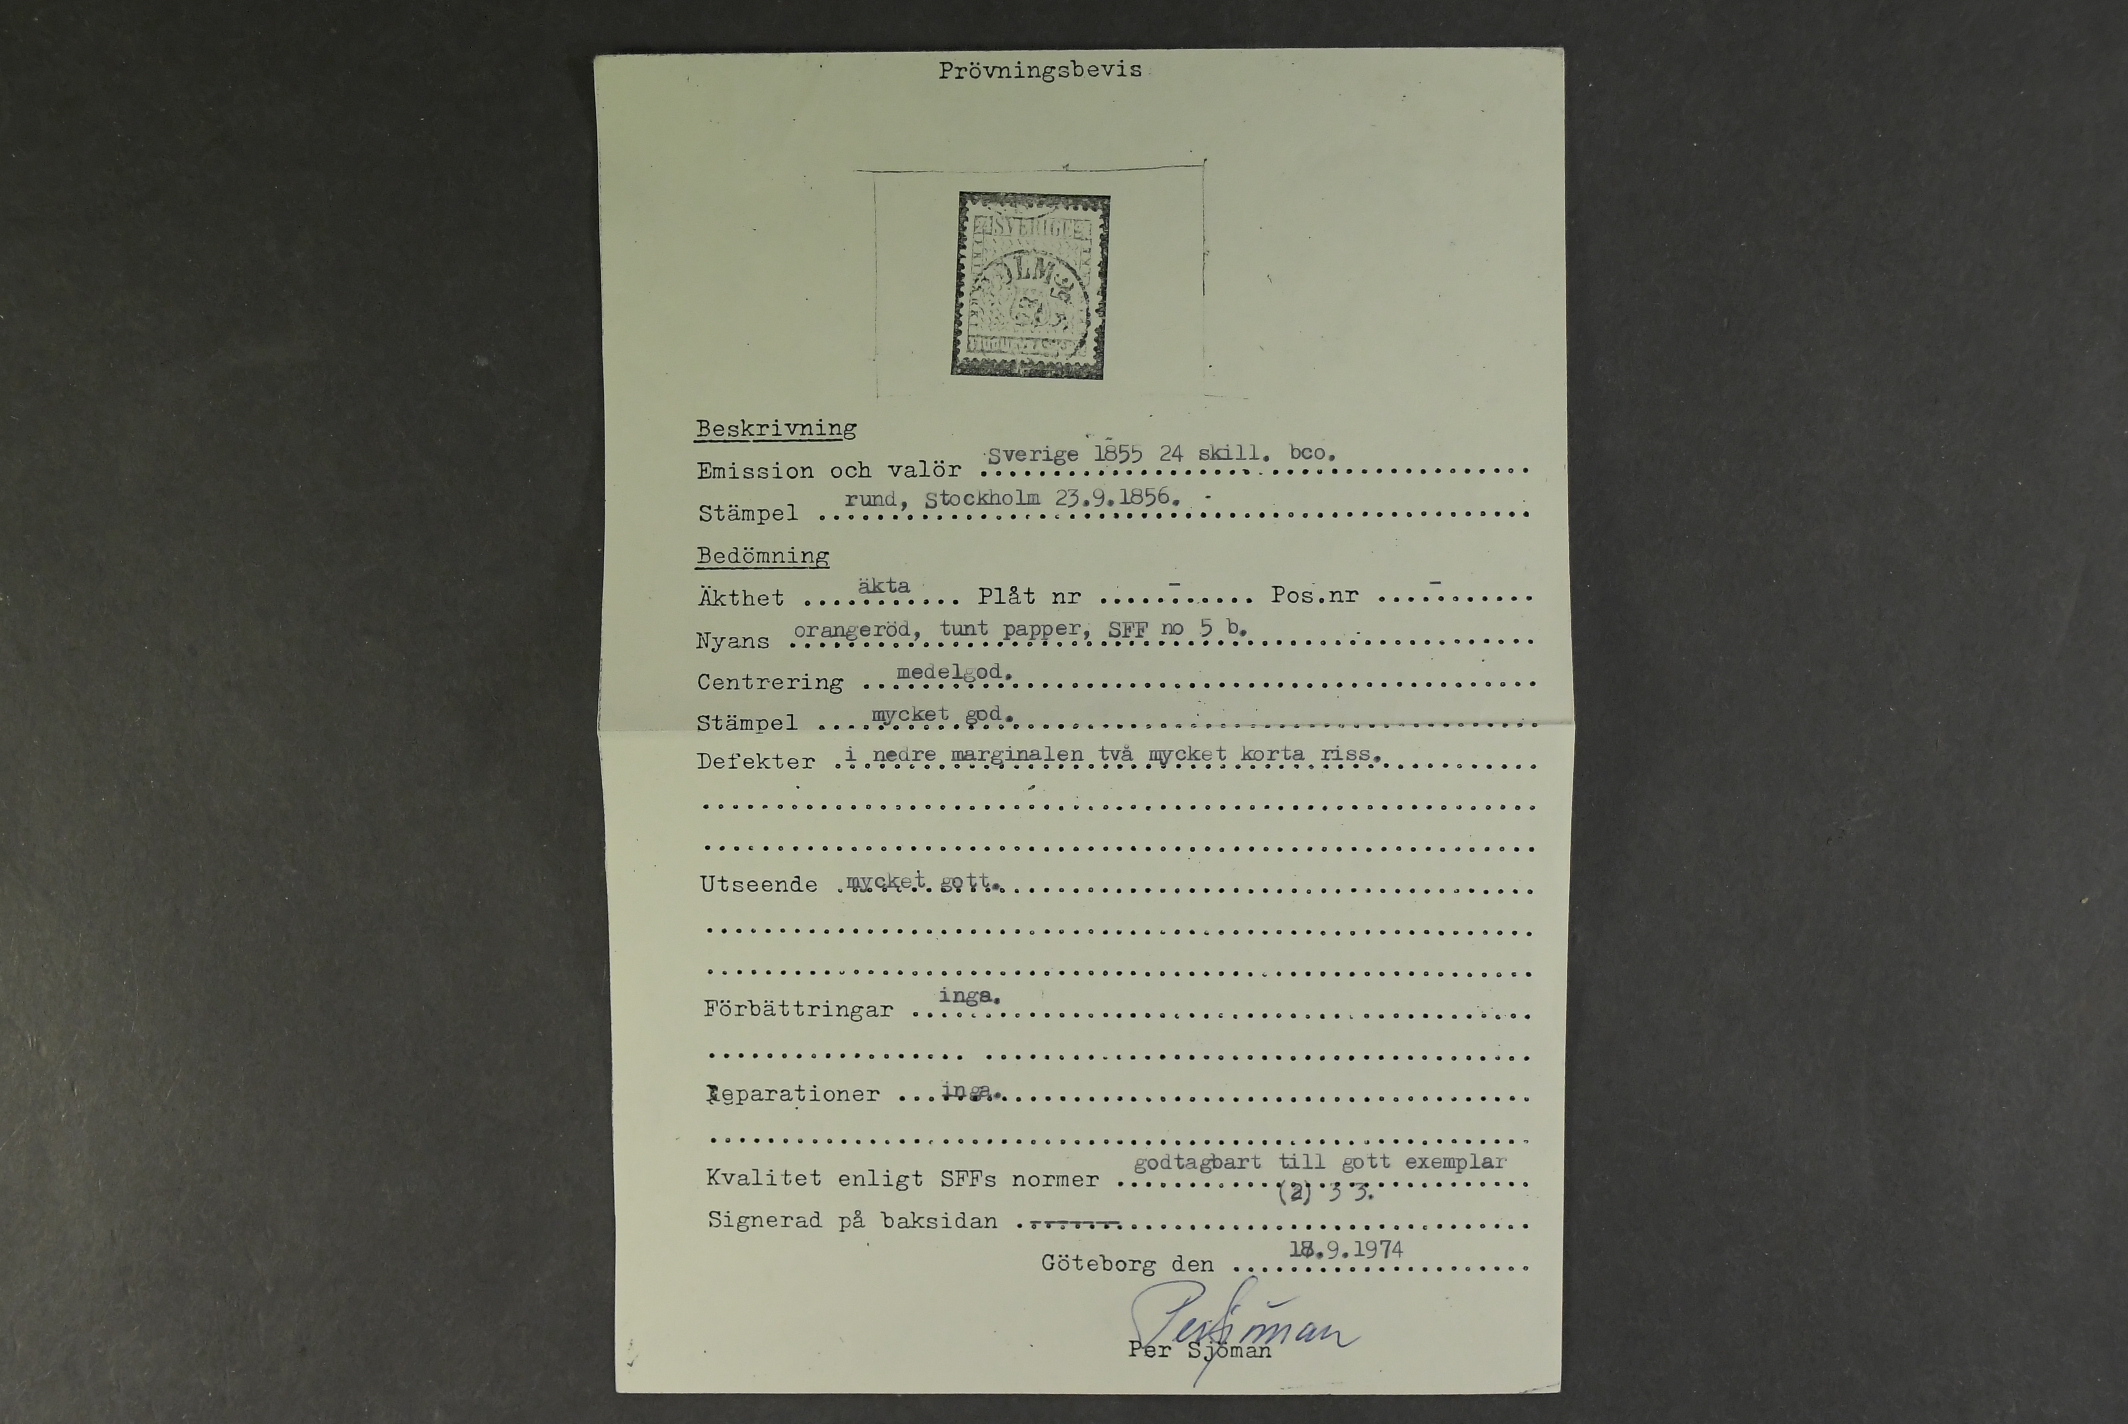 Prövningsbevis
SVERIGE
OLM
Beskrivning
Emission och valör Sverige 1855 24 skill. bco.
Stämpel rund, Stockholm 23.9.1856.
Bedömning
Äkthet äkta Plåt nr - Pos.nr -
Nyans orangeröd, tunt papper, SFF no 5 b.
Centrering medelgod.
Stämpel mycket god.
Defekter i nedre marginalen två mycket korta riss.
Utseende mycket gott.
Förbättringar inga.
Reparationer inga.
Kvalitet enligt SFFs normer godtagbart till gott exemplar
(2) 3 3.
Signerad på baksidan -------
Göteborg den 18.9.1974
Per Sjöman
Per Sjöman